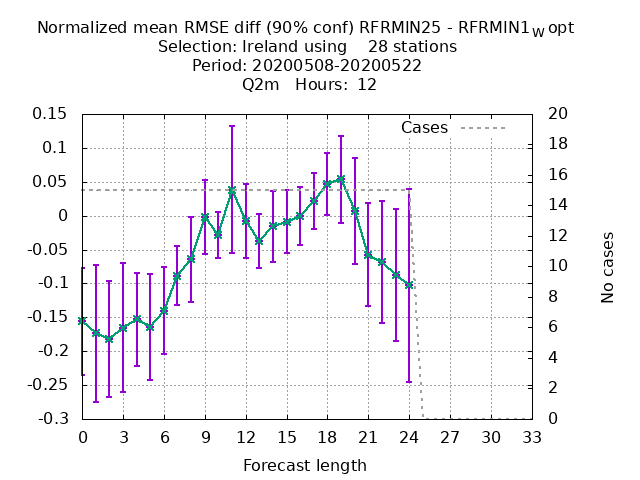 Normalized mean RMSE diff (90% conf) RFRMIN25 - RFRMIN1W opt
Selection: Ireland using    28 stations
Period: 20200508-20200522
Q2m   Hours:  12
Cases
0.15
0.1
0.05
0
-0.05
-0.1
-0.15
-0.2
-0.25
-0.3
20
18
16
14
12
10
8
6
4
2
0
No cases
0 3 6 9 12 15 18 21 24 27 30 33
Forecast length